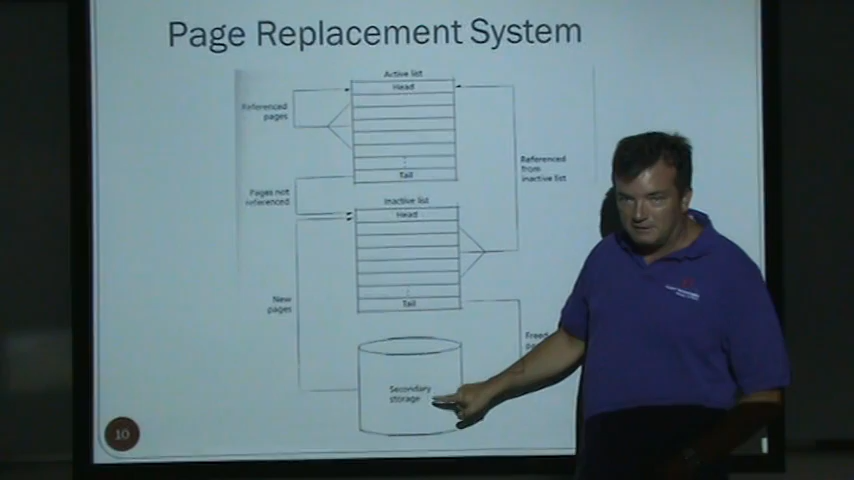 Page Replacement System
Active list
Head
Referenced
pages
Referenced
from
inactive list
Tail
Pages not
referenced
Inactive list
Head
New
pages
Tail
Secondary
storage
10